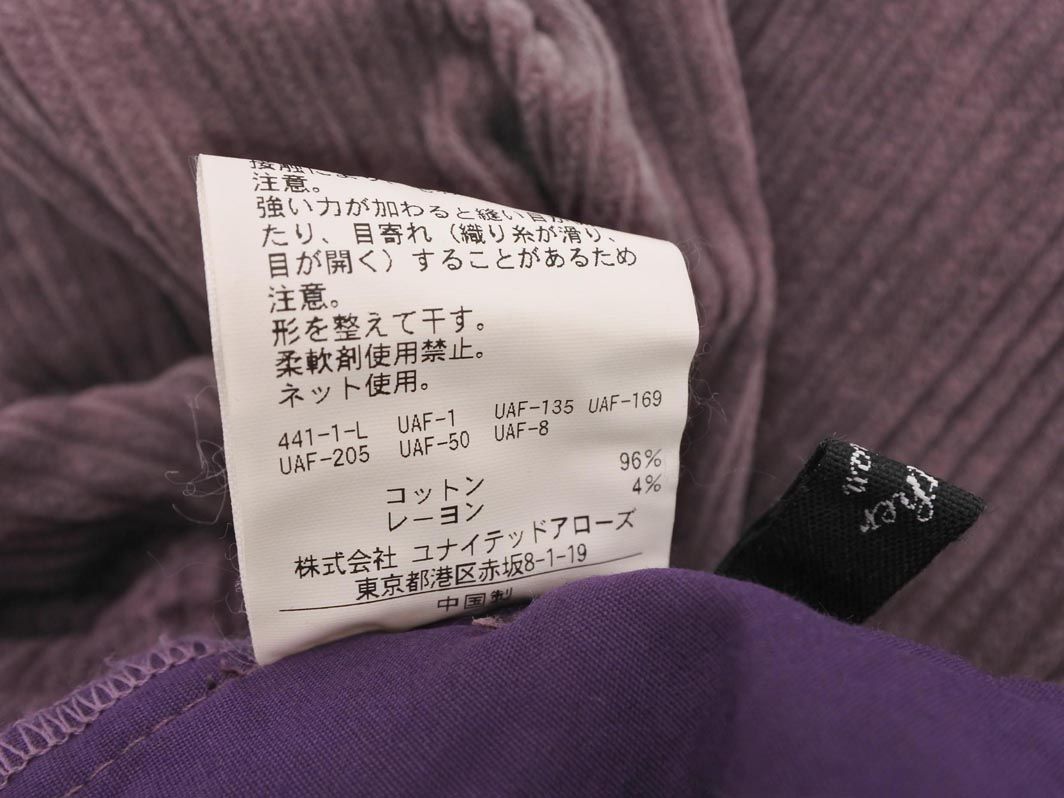 注意。
強い力が加わると縫い目が
たり、目寄れ（織り糸が滑り、
目が開く）することがあるため
注意。
形を整えて干す。
柔軟剤使用禁止。
ネット使用。
441-1-L UAF-1 UAF-135 UAF-169
UAF-205 UAF-50 UAF-8
コットン 96%
レーヨン 4%
株式会社 ユナイテッドアローズ
東京都港区赤坂8-1-19
中国製